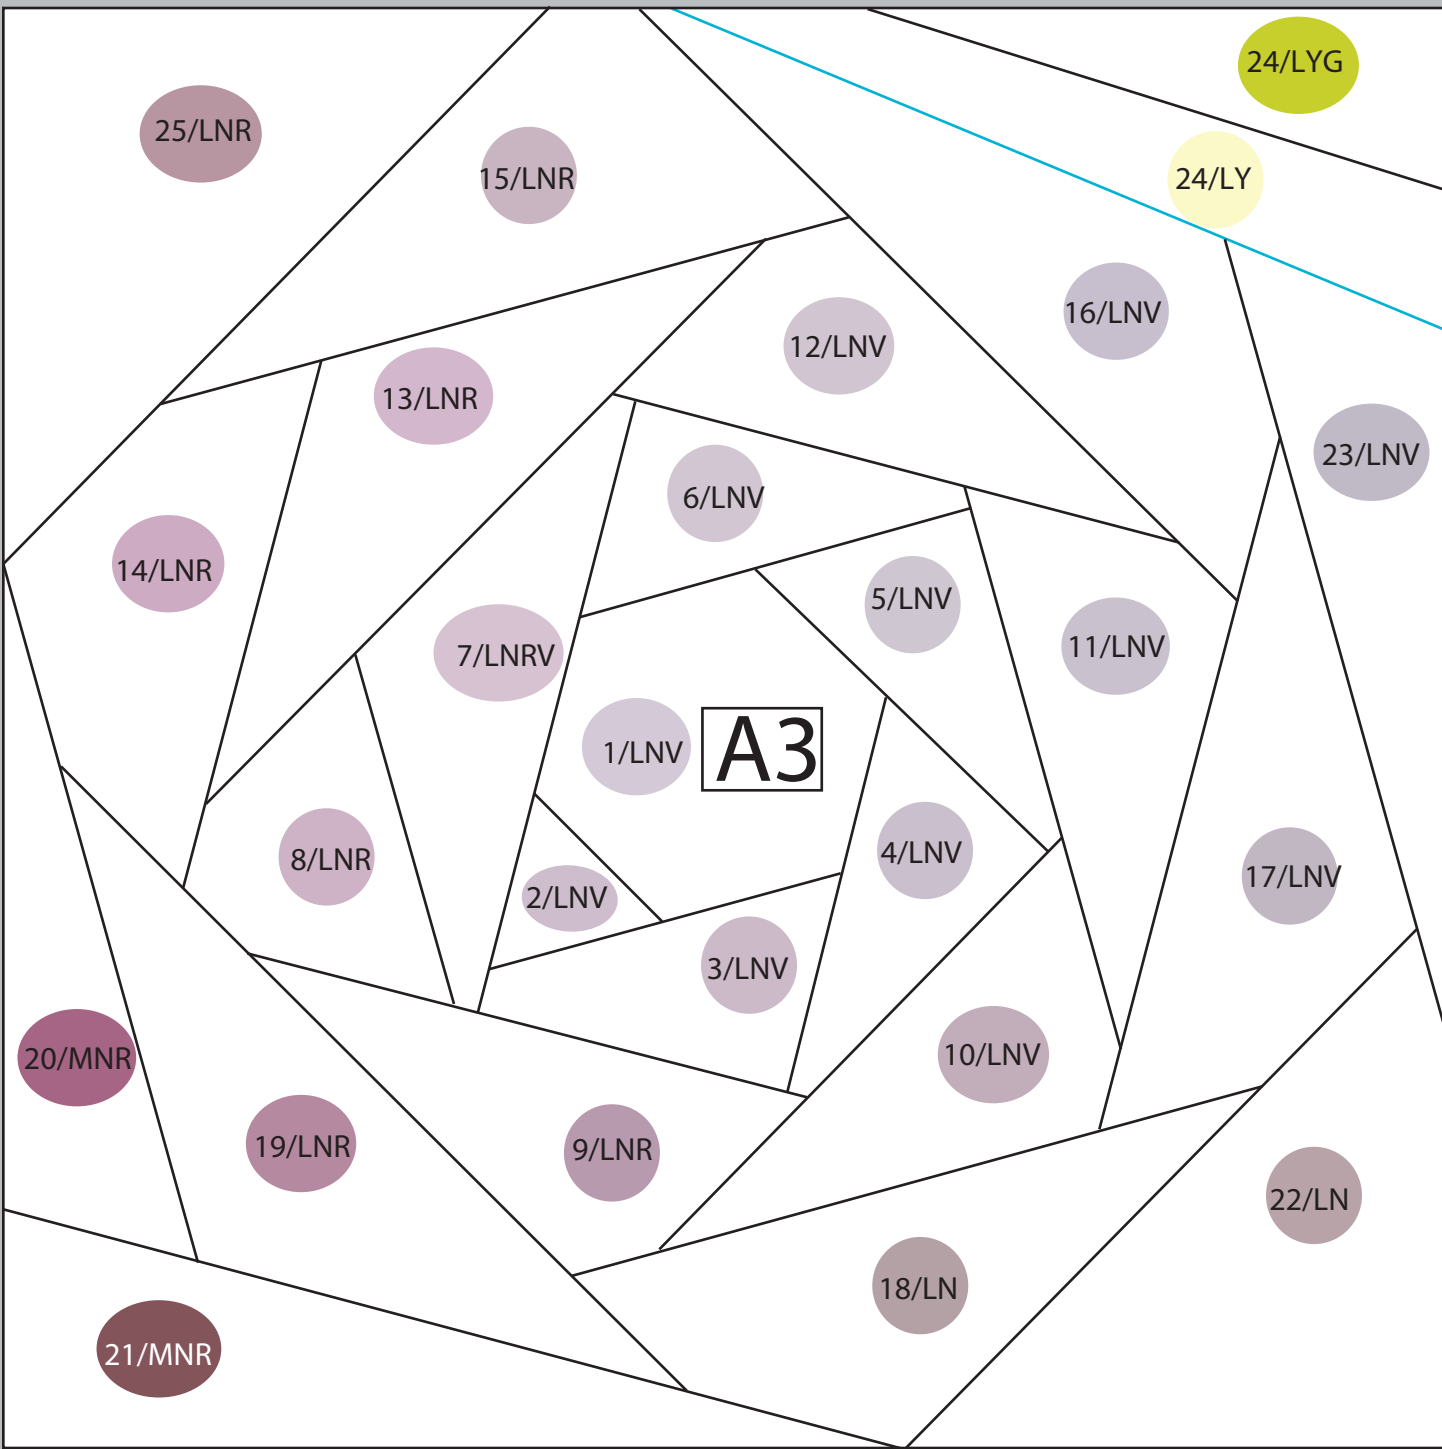 24/LYG
25/LNR
15/LNR
24/LY
16/LNV
12/LNV
13/LNR
23/LNV
6/LNV
14/LNR
5/LNV
11/LNV
7/LNRV
1/LNV
A3
8/LNR
4/LNV
17/LNV
2/LNV
3/LNV
20/MNR
10/LNV
19/LNR
9/LNR
22/LN
18/LN
21/MNR